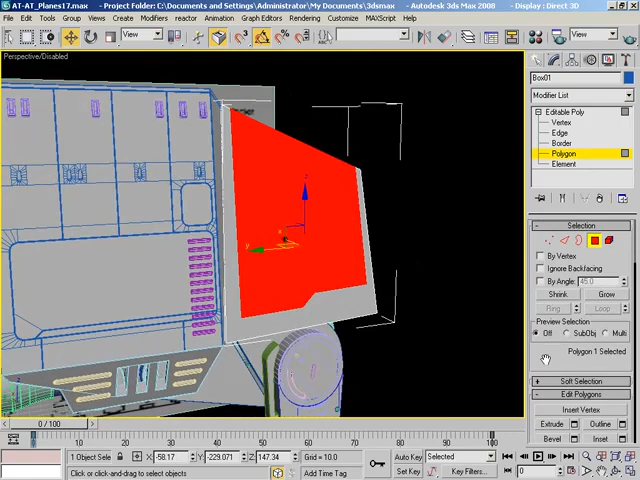 AT-AT_Planes17.max - Project Folder: C:\Documents and Settings\Administrator\My Documents\3dsmax - Autodesk 3ds Max 2008 - Display : Direct 3D
File Edit Tools Group Views Create Modifiers reactor Animation Graph Editors Rendering Customize MAXScript Help
View View
Perspective/Disabled
Box01
Modifier List
Editable Poly
Vertex
Edge
Border
Polygon
Element
Selection
By Vertex
Ignore Backfacing
By Angle: 45.0
Shrink Grow
Ring Loop
Preview Selection
Off SubObj Multi
Polygon 1 Selected
Soft Selection
Edit Polygons
Insert Vertex
Extrude Outline
Bevel Inset
z
x
y
0 / 100
0 10 20 30 40 50 60 70 80 90 100
1 Object Sele X: -58.17 Y: -229.071 Z: 147.34 Grid = 10.0 Auto Key Selected
Click or click-and-drag to select objects Add Time Tag Set Key Key Filters... 0